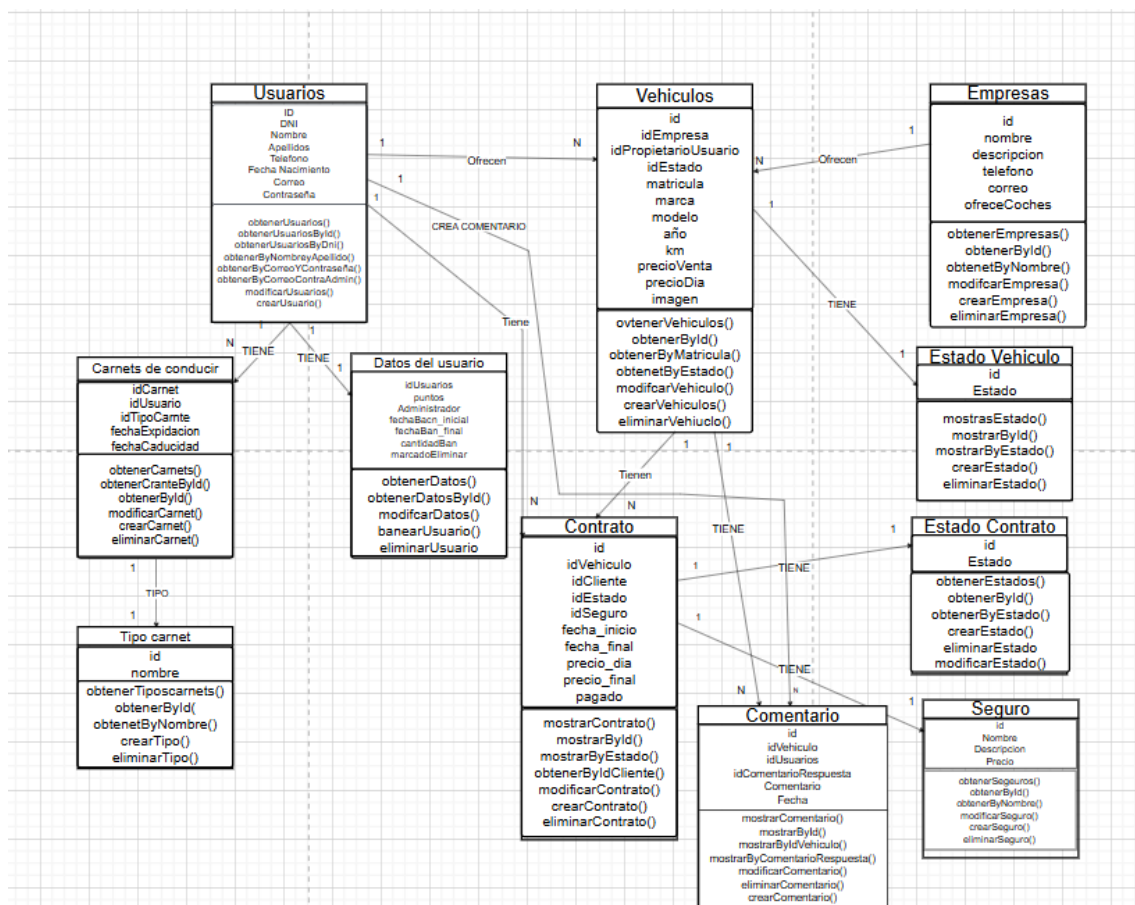 Usuarios
ID
DNI
Nombre
Apellidos
Telefono
Fecha Nacimiento
Correo
Contraseña
obtenerUsuarios()
obtenerUsuariosById()
obtenerUsuariosByDni()
obtenerByNombreyApellido()
obtenerByCorreoYContraseña()
obtenerByCorreoContraAdmin()
modificarUsuarios()
crearUsuario()
1
N
Ofrecen
1
CREA COMENTARIO
1
Tiene
N
Vehiculos
id
idEmpresa
idPropietarioUsuario
idEstado
matricula
marca
modelo
año
km
precioVenta
precioDia
imagen
ovtenerVehiculos()
obtenerById()
obtenerByMatricula()
obtenetByEstado()
modifcarVehiculo()
crearVehiculos()
eliminarVehiuclo()
1
N
Ofrecen
Empresas
id
nombre
descripcion
telefono
correo
ofreceCoches
obtenerEmpresas()
obtenerById()
obtenetByNombre()
modifcarEmpresa()
crearEmpresa()
eliminarEmpresa()
1
TIENE
1
Estado Vehiculo
id
Estado
mostrasEstado()
mostrarById()
mostrarByEstado()
crearEstado()
eliminarEstado()
1
N
TIENE
1
TIENE
1
Carnets de conducir
idCarnet
idUsuario
idTipoCarnte
fechaExpidacion
fechaCaducidad
obtenerCarnets()
obtenerCranteById()
obtenerById()
modificarCarnet()
crearCarnet()
eliminarCarnet()
Datos del usuario
idUsuarios
puntos
Administrador
fechaBacn_inicial
fechaBan_final
cantidadBan
marcadoEliminar
obtenerDatos()
obtenerDatosById()
modifcarDatos()
banearUsuario()
eliminarUsuario
1
TIPO
1
Tipo carnet
id
nombre
obtenerTiposcarnets()
obtenerById(
obtenetByNombre()
crearTipo()
eliminarTipo()
1
Tienen
N
1
TIENE
N
N
Contrato
id
idVehiculo
idCliente
idEstado
idSeguro
fecha_inicio
fecha_final
precio_dia
precio_final
pagado
mostrarContrato()
mostrarById()
mostrarByEstado()
obtenerByIdCliente()
modificarContrato()
crearContrato()
eliminarContrato()
1
TIENE
1
Estado Contrato
id
Estado
obtenerEstados()
obtenerById()
obtenerByEstado()
crearEstado()
eliminarEstado
modificarEstado()
1
TIENE
1
Comentario
id
idVehiculo
idUsuarios
idComentarioRespuesta
Comentario
Fecha
mostrarComentario()
mostrarById()
mostrarByIdVehiculo()
mostrarByComentarioRespuesta()
modificarComentario()
eliminarComentario()
crearComentario()
Seguro
id
Nombre
Descripcion
Precio
obtenerSegeuros()
obtenerById()
obtenerByNombre()
modificarSeguro()
crearSeguro()
eliminarSeguro()